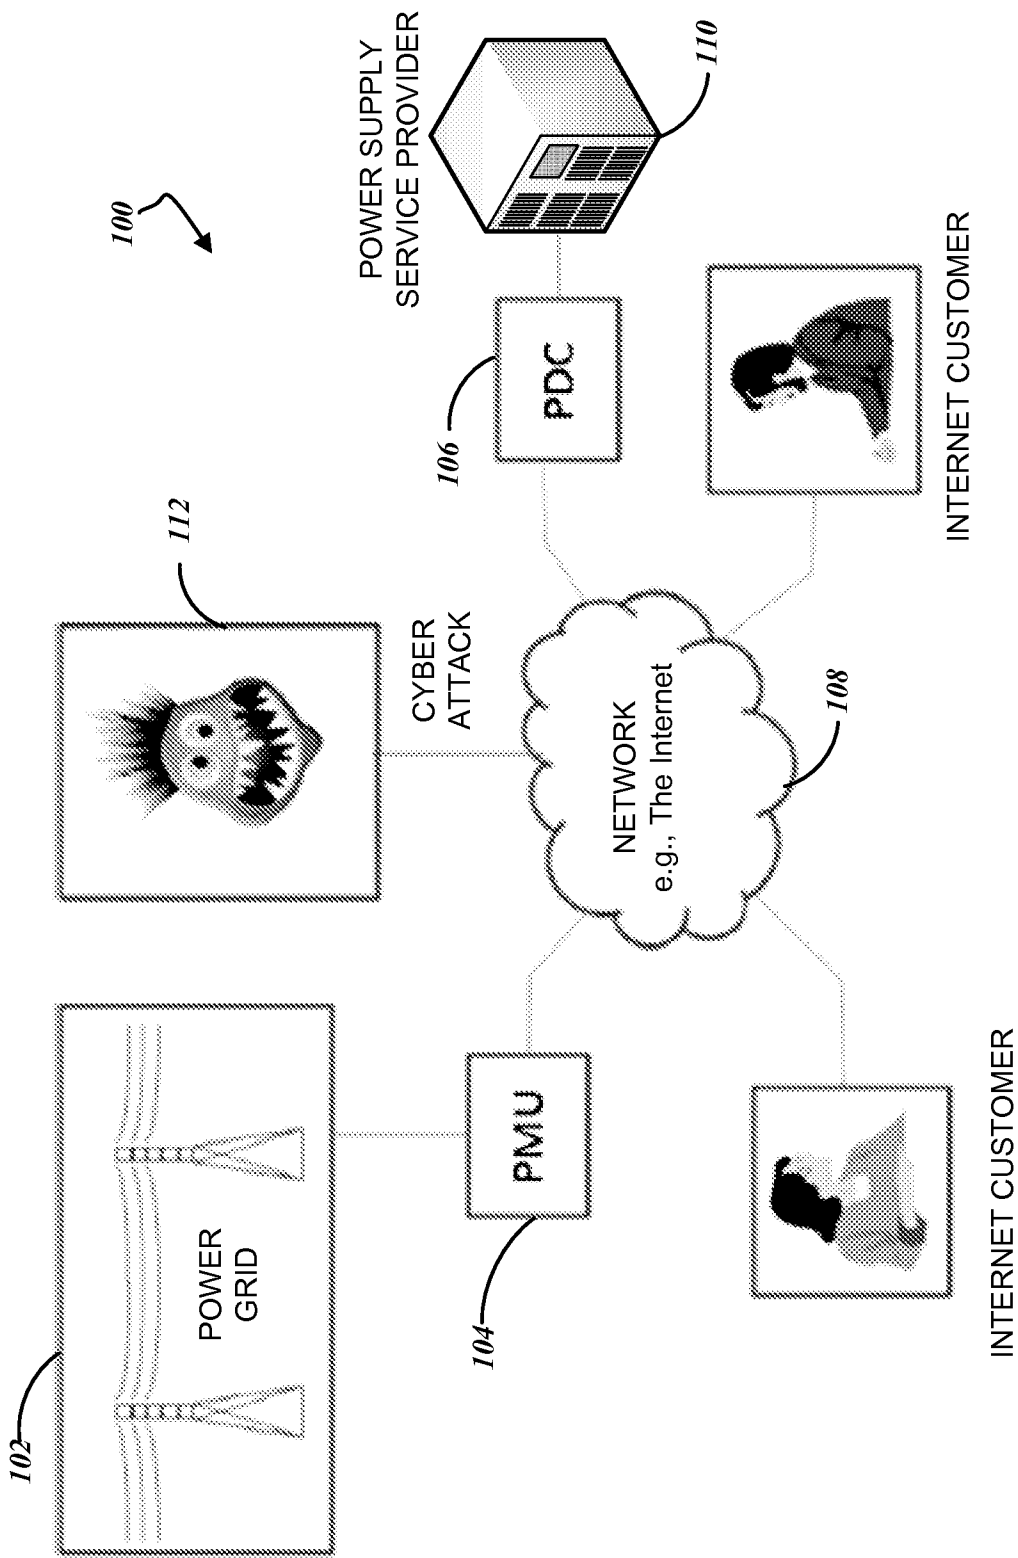 100
102
POWER
GRID
112
CYBER
ATTACK
POWER SUPPLY
SERVICE PROVIDER
110
104
PMU
NETWORK
e.g., The Internet
108
106
PDC
INTERNET CUSTOMER
INTERNET CUSTOMER